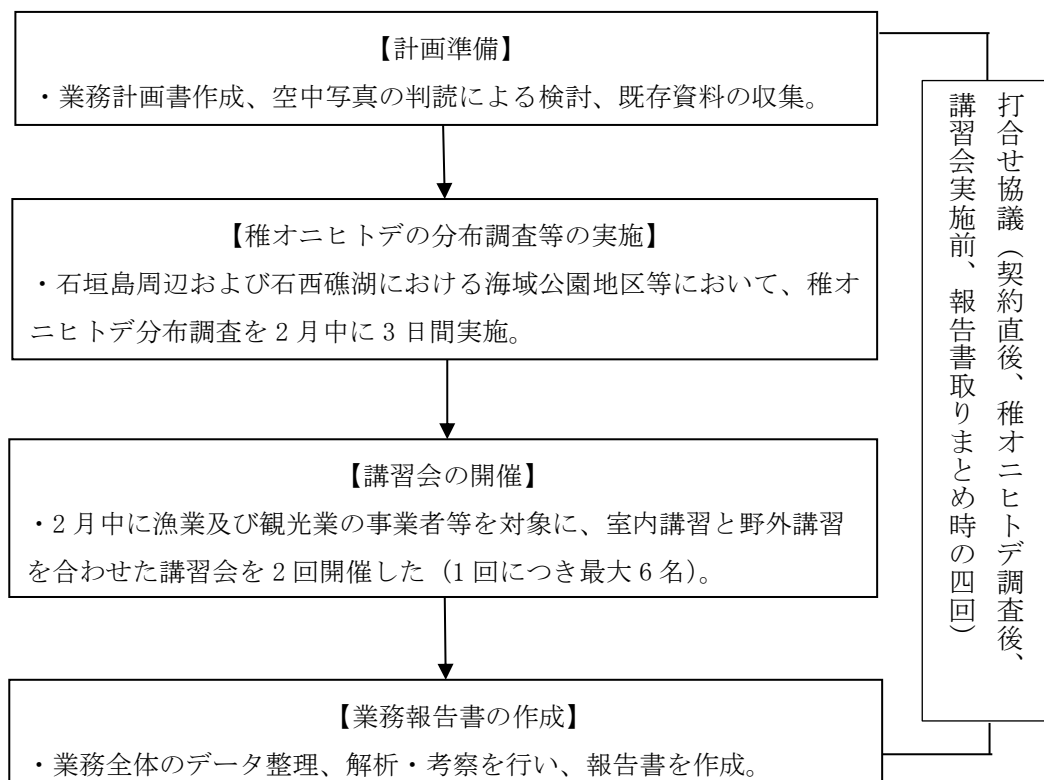 【計画準備】
・業務計画書作成、空中写真の判読による検討、既存資料の収集。
【稚オニヒトデの分布調査等の実施】
・石垣島周辺および石西礁湖における海域公園地区等において、稚オ
ニヒトデ分布調査を2月中に3日間実施。
【講習会の開催】
・2月中に漁業及び観光業の事業者等を対象に、室内講習と野外講習
を合わせた講習会を2回開催した（1回につき最大6名）。
【業務報告書の作成】
・業務全体のデータ整理、解析・考察を行い、報告書を作成。
打合せ協議（契約直後、稚オニヒトデ調査後、
講習会実施前、報告書取りまとめ時の四回）